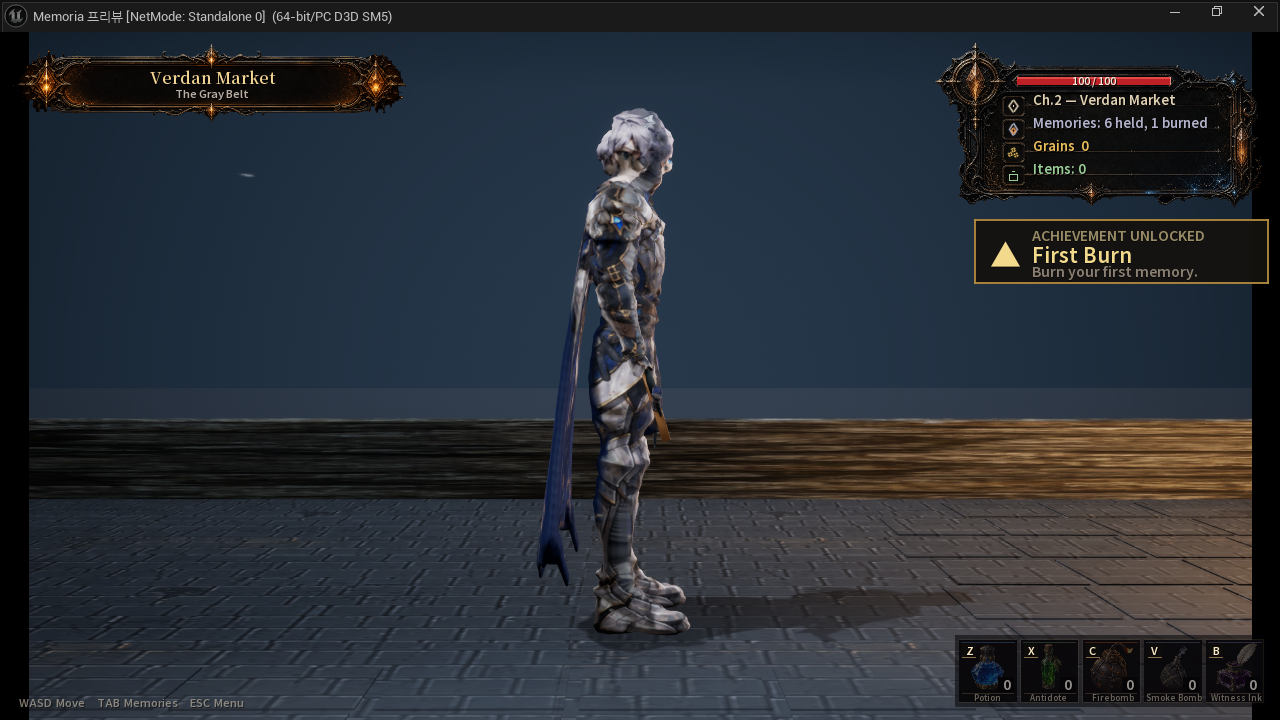 Memoria 프리뷰 [NetMode: Standalone 0]  (64-bit/PC D3D SM5)
Verdan Market
The Gray Belt
100 / 100
Ch.2 — Verdan Market
Memories: 6 held, 1 burned
Grains  0
Items: 0
ACHIEVEMENT UNLOCKED
First Burn
Burn your first memory.
Z X C V B
0 0 0 0 0
Potion Antidote Firebomb Smoke Bomb Witness Ink
WASD Move   TAB Memories   ESC Menu